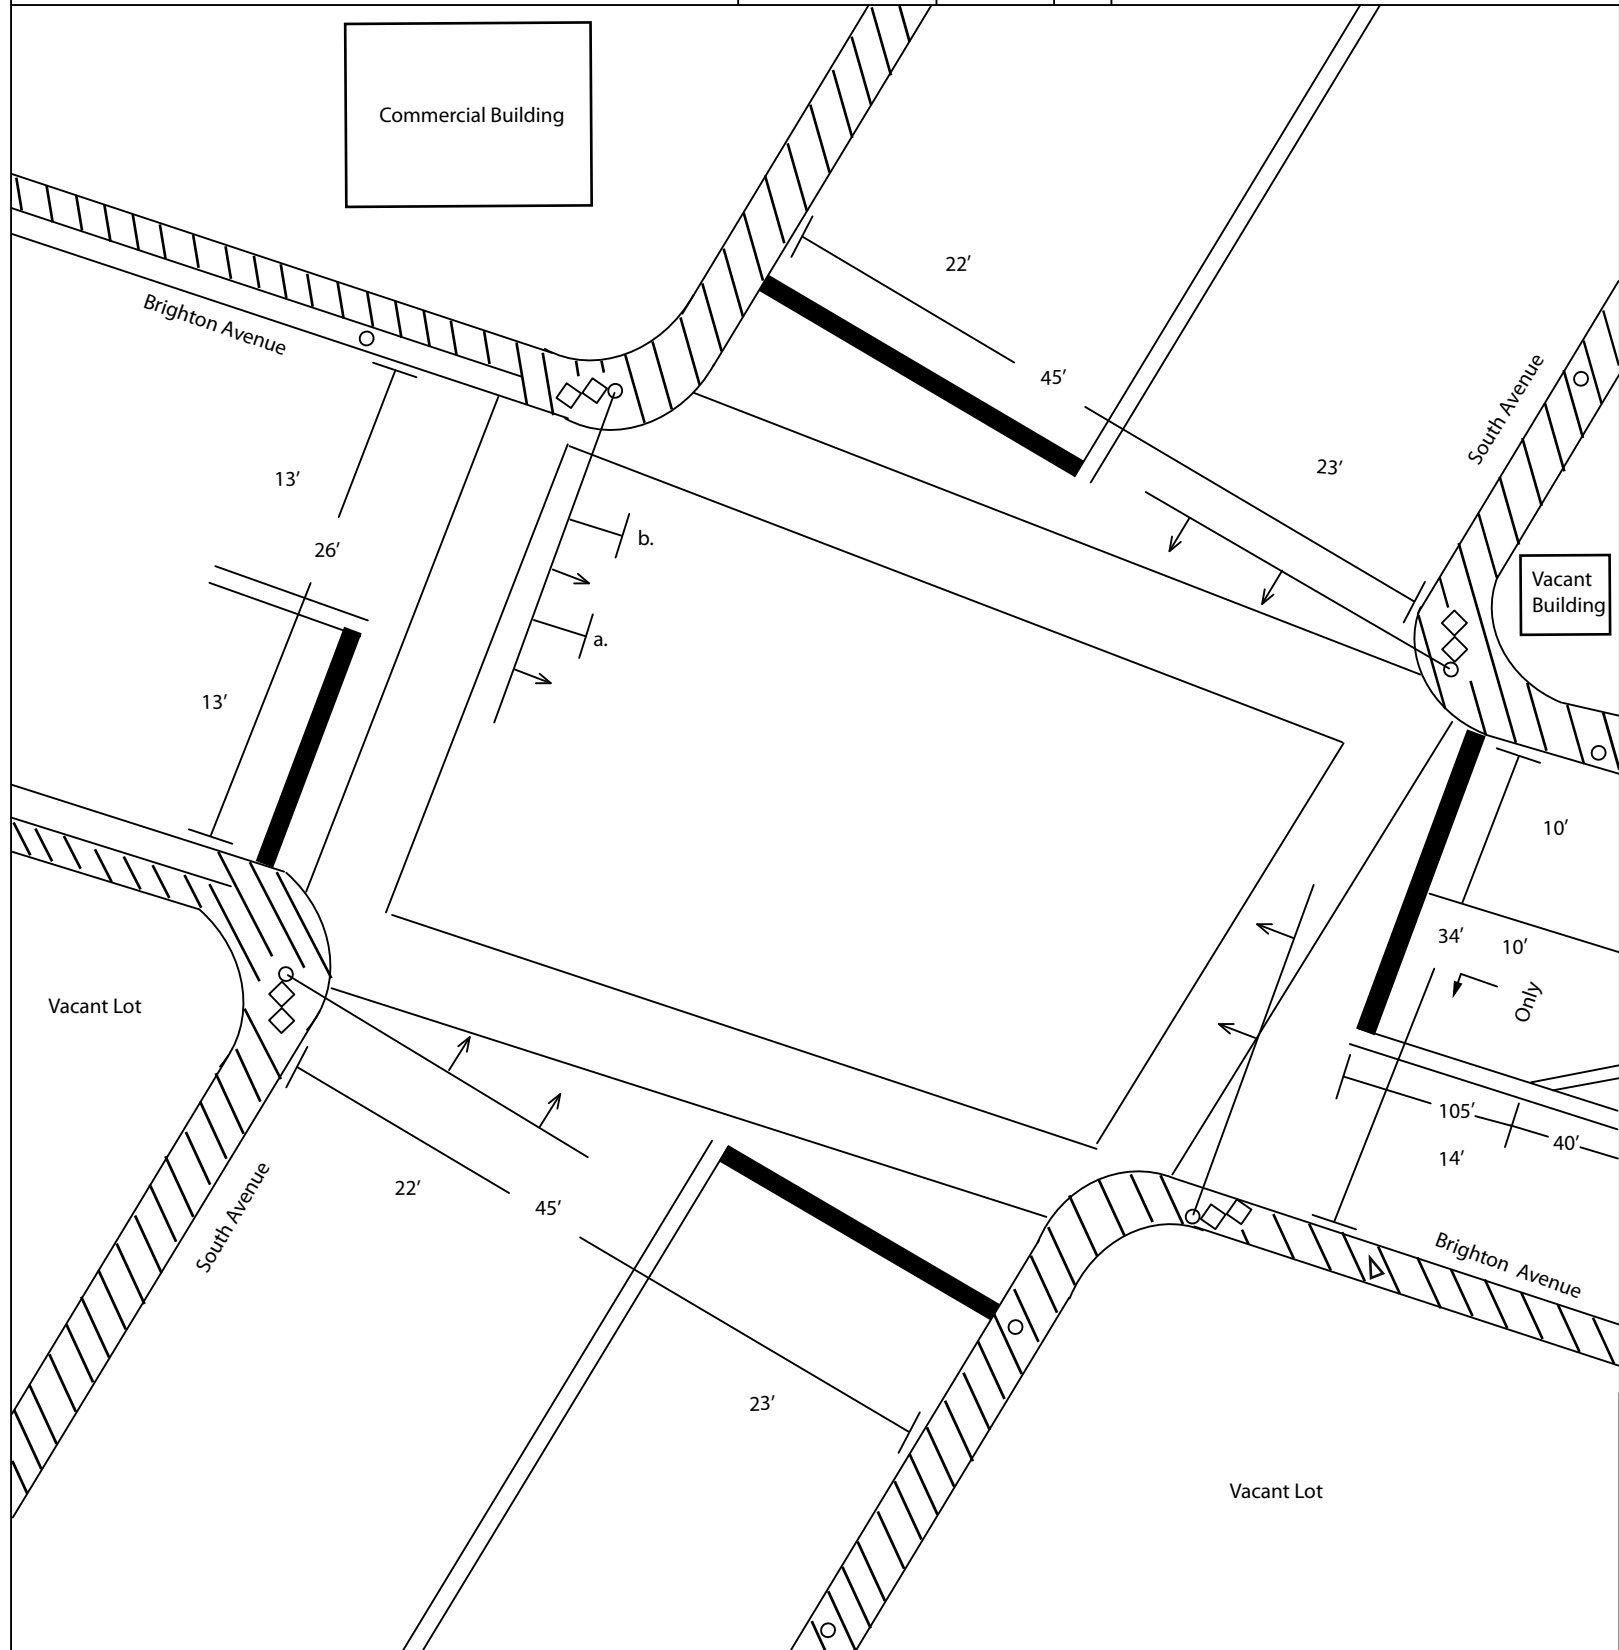 Commercial Building
22′
Brighton Avenue
45′
South Avenue
23′
13′
b.
26′
Vacant
Building
a.
13′
10′
34′
10′
Only
Vacant Lot
105′
40′
14′
22′
45′
South Avenue
Brighton Avenue
23′
Vacant Lot